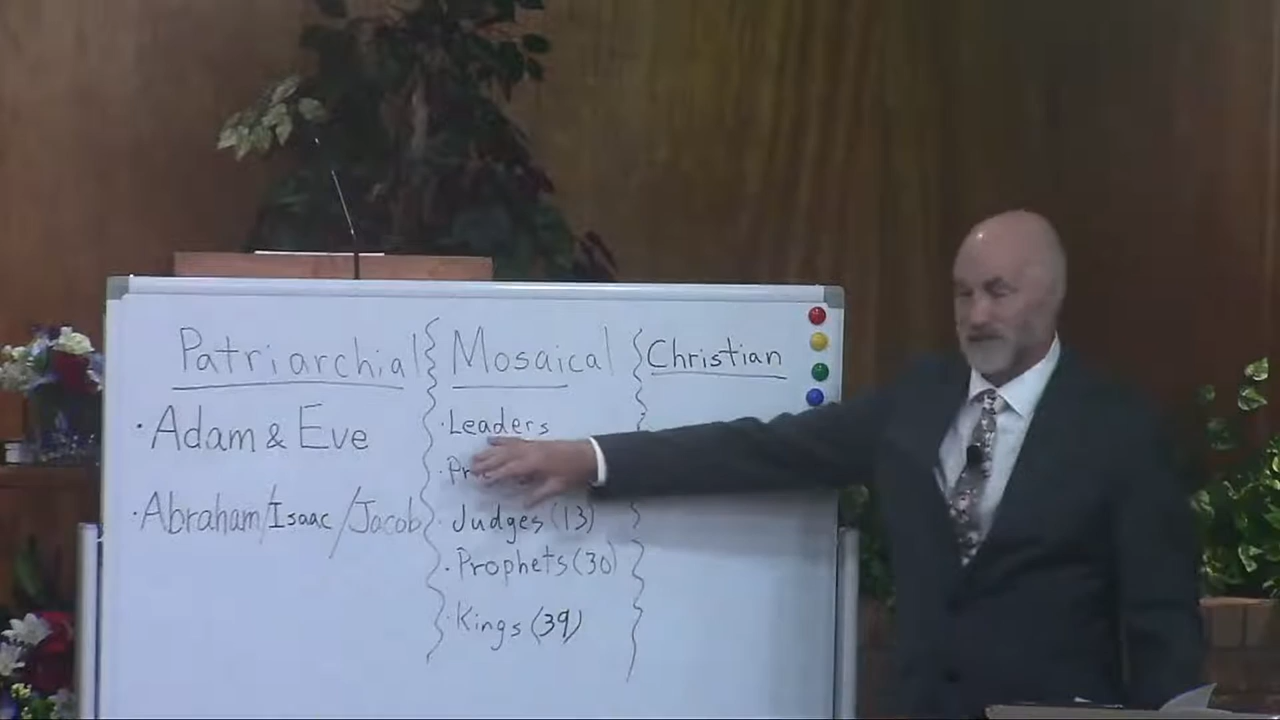 Patriarchial
· Adam & Eve
· Abraham/Isaac/Jacob
Mosaical
· Leaders
· Judges (13)
· Prophets (30)
· Kings (39)
Christian